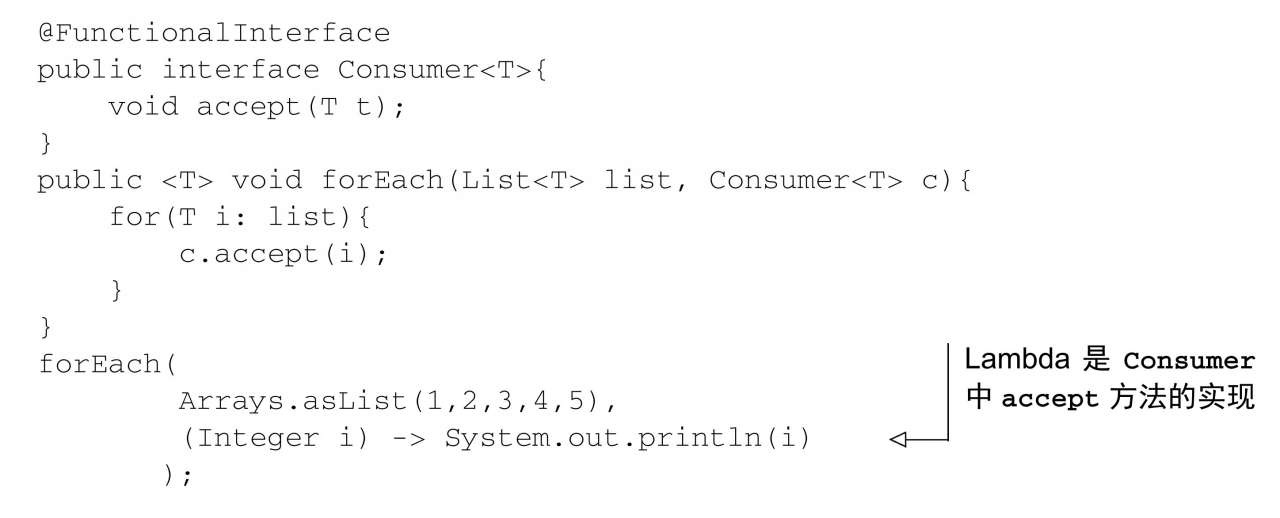 @FunctionalInterface
public interface Consumer<T>{
    void accept(T t);
}
public <T> void forEach(List<T> list, Consumer<T> c){
    for(T i: list){
        c.accept(i);
    }
}
forEach(
        Arrays.asList(1,2,3,4,5),
        (Integer i) -> System.out.println(i)
       );
Lambda 是 Consumer
中 accept 方法的实现